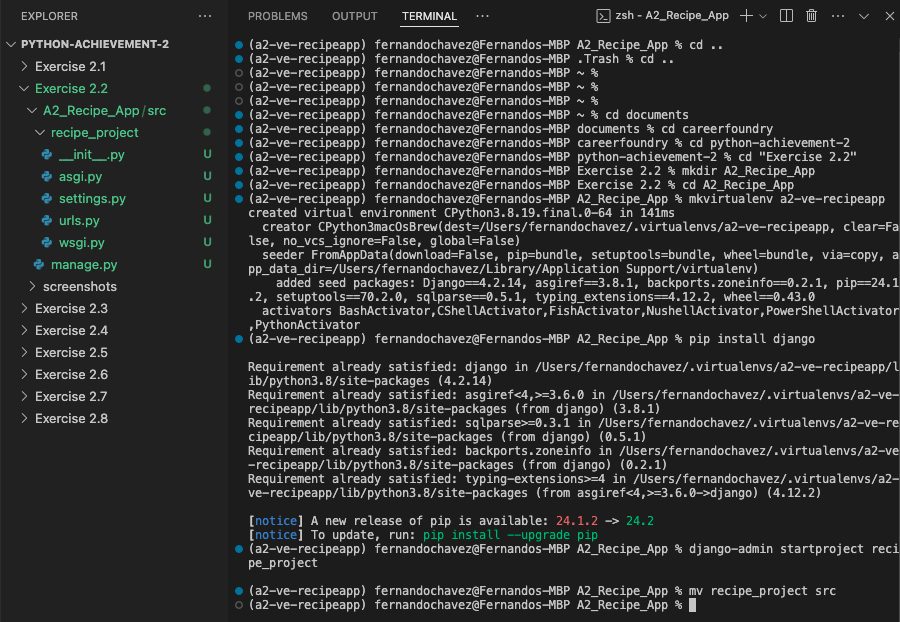 EXPLORER
PYTHON-ACHIEVEMENT-2
Exercise 2.1
Exercise 2.2
A2_Recipe_App/src
recipe_project
__init__.py U
asgi.py U
settings.py U
urls.py U
wsgi.py U
manage.py U
screenshots
Exercise 2.3
Exercise 2.4
Exercise 2.5
Exercise 2.6
Exercise 2.7
Exercise 2.8
PROBLEMS OUTPUT TERMINAL ··· zsh - A2_Recipe_App
(a2-ve-recipeapp) fernandochavez@Fernandos-MBP A2_Recipe_App % cd ..
(a2-ve-recipeapp) fernandochavez@Fernandos-MBP .Trash % cd ..
(a2-ve-recipeapp) fernandochavez@Fernandos-MBP ~ %
(a2-ve-recipeapp) fernandochavez@Fernandos-MBP ~ %
(a2-ve-recipeapp) fernandochavez@Fernandos-MBP ~ %
(a2-ve-recipeapp) fernandochavez@Fernandos-MBP ~ % cd documents
(a2-ve-recipeapp) fernandochavez@Fernandos-MBP documents % cd careerfoundry
(a2-ve-recipeapp) fernandochavez@Fernandos-MBP careerfoundry % cd python-achievement-2
(a2-ve-recipeapp) fernandochavez@Fernandos-MBP python-achievement-2 % cd "Exercise 2.2"
(a2-ve-recipeapp) fernandochavez@Fernandos-MBP Exercise 2.2 % mkdir A2_Recipe_App
(a2-ve-recipeapp) fernandochavez@Fernandos-MBP Exercise 2.2 % cd A2_Recipe_App
(a2-ve-recipeapp) fernandochavez@Fernandos-MBP A2_Recipe_App % mkvirtualenv a2-ve-recipeapp
created virtual environment CPython3.8.19.final.0-64 in 141ms
creator CPython3macOsBrew(dest=/Users/fernandochavez/.virtualenvs/a2-ve-recipeapp, clear=Fa
lse, no_vcs_ignore=False, global=False)
seeder FromAppData(download=False, pip=bundle, setuptools=bundle, wheel=bundle, via=copy, a
pp_data_dir=/Users/fernandochavez/Library/Application Support/virtualenv)
added seed packages: Django==4.2.14, asgiref==3.8.1, backports.zoneinfo==0.2.1, pip==24.1
.2, setuptools==70.2.0, sqlparse==0.5.1, typing_extensions==4.12.2, wheel==0.43.0
activators BashActivator,CShellActivator,FishActivator,NushellActivator,PowerShellActivator
,PythonActivator
(a2-ve-recipeapp) fernandochavez@Fernandos-MBP A2_Recipe_App % pip install django
Requirement already satisfied: django in /Users/fernandochavez/.virtualenvs/a2-ve-recipeapp/l
ib/python3.8/site-packages (4.2.14)
Requirement already satisfied: asgiref<4,>=3.6.0 in /Users/fernandochavez/.virtualenvs/a2-ve-
recipeapp/lib/python3.8/site-packages (from django) (3.8.1)
Requirement already satisfied: sqlparse>=0.3.1 in /Users/fernandochavez/.virtualenvs/a2-ve-re
cipeapp/lib/python3.8/site-packages (from django) (0.5.1)
Requirement already satisfied: backports.zoneinfo in /Users/fernandochavez/.virtualenvs/a2-ve
-recipeapp/lib/python3.8/site-packages (from django) (0.2.1)
Requirement already satisfied: typing-extensions>=4 in /Users/fernandochavez/.virtualenvs/a2-
ve-recipeapp/lib/python3.8/site-packages (from asgiref<4,>=3.6.0->django) (4.12.2)
[notice] A new release of pip is available: 24.1.2 -> 24.2
[notice] To update, run: pip install --upgrade pip
(a2-ve-recipeapp) fernandochavez@Fernandos-MBP A2_Recipe_App % django-admin startproject reci
pe_project
(a2-ve-recipeapp) fernandochavez@Fernandos-MBP A2_Recipe_App % mv recipe_project src
(a2-ve-recipeapp) fernandochavez@Fernandos-MBP A2_Recipe_App %